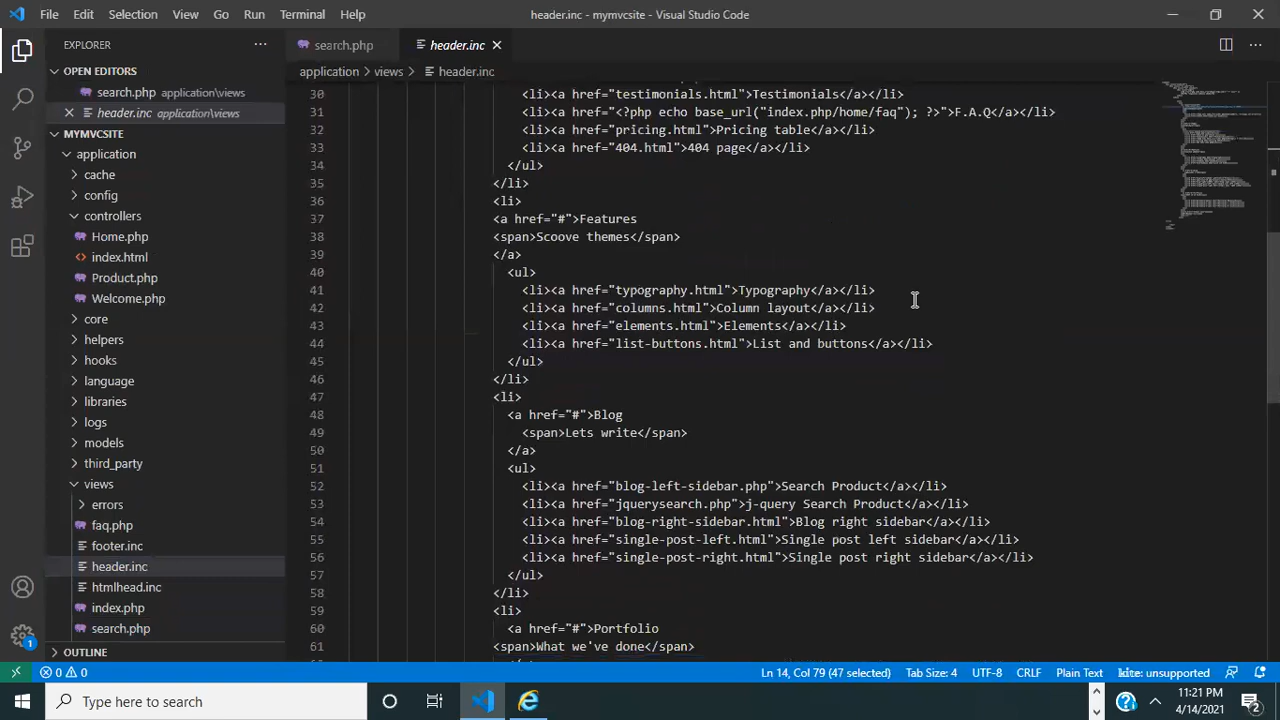 File Edit Selection View Go Run Terminal Help
header.inc - mymvcsite - Visual Studio Code
EXPLORER
search.php
header.inc
application > views > header.inc
OPEN EDITORS
search.php application\views
header.inc application\views
MYMVCSITE
application
cache
config
controllers
Home.php
index.html
Product.php
Welcome.php
core
helpers
hooks
language
libraries
logs
models
third_party
views
errors
faq.php
footer.inc
header.inc
htmlhead.inc
index.php
search.php
OUTLINE
30 <li><a href="testimonials.html">Testimonials</a></li>
31 <li><a href="<?php echo base_url("index.php/home/faq"); ?>">F.A.Q</a></li>
32 <li><a href="pricing.html">Pricing table</a></li>
33 <li><a href="404.html">404 page</a></li>
34 </ul>
35 </li>
36 <li>
37 <a href="#">Features
38 <span>Scoove themes</span>
39 </a>
40 <ul>
41 <li><a href="typography.html">Typography</a></li>
42 <li><a href="columns.html">Column layout</a></li>
43 <li><a href="elements.html">Elements</a></li>
44 <li><a href="list-buttons.html">List and buttons</a></li>
45 </ul>
46 </li>
47 <li>
48 <a href="#">Blog
49 <span>Lets write</span>
50 </a>
51 <ul>
52 <li><a href="blog-left-sidebar.php">Search Product</a></li>
53 <li><a href="jquerysearch.php">j-query Search Product</a></li>
54 <li><a href="blog-right-sidebar.html">Blog right sidebar</a></li>
55 <li><a href="single-post-left.html">Single post left sidebar</a></li>
56 <li><a href="single-post-right.html">Single post right sidebar</a></li>
57 </ul>
58 </li>
59 <li>
60 <a href="#">Portfolio
61 <span>What we've done</span>
0 0
Ln 14, Col 79 (47 selected) Tab Size: 4 UTF-8 CRLF Plain Text kite: unsupported
1
Type here to search
11:21 PM
4/14/2021
2